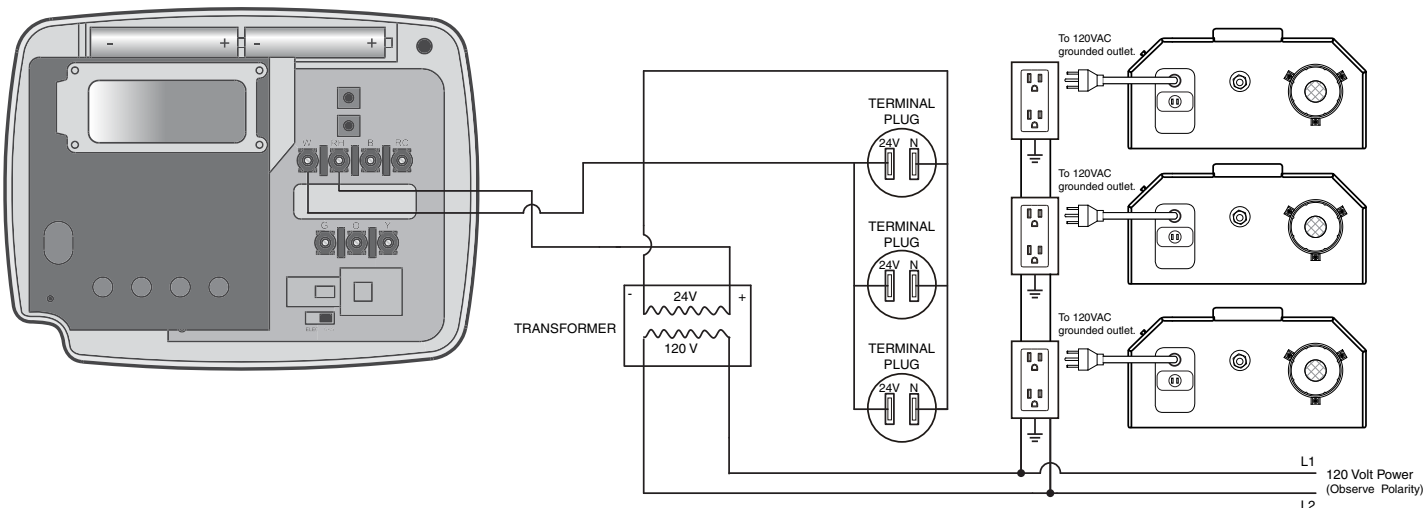 - + - +
W RH B RC
G O Y
TRANSFORMER
- 24V +
120 V
TERMINAL
PLUG
24V N
TERMINAL
PLUG
24V N
TERMINAL
PLUG
24V N
To 120VAC
grounded outlet.
To 120VAC
grounded outlet.
To 120VAC
grounded outlet.
L1
120 Volt Power
(Observe Polarity)
L2